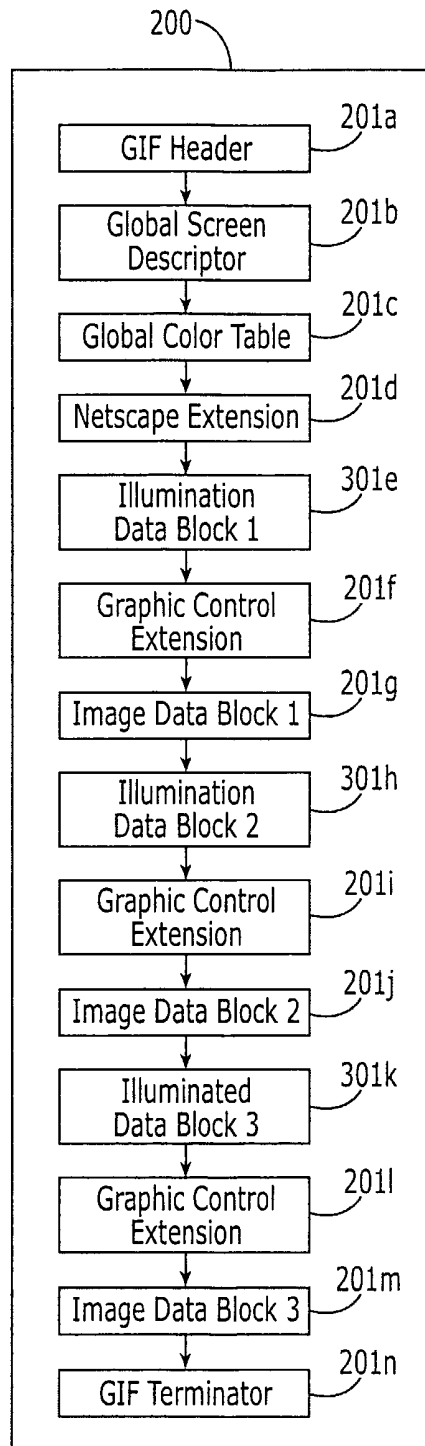 200
201a
GIF Header
201b
Global Screen
Descriptor
201c
Global Color Table
201d
Netscape Extension
301e
Illumination
Data Block 1
201f
Graphic Control
Extension
201g
Image Data Block 1
301h
Illumination
Data Block 2
201i
Graphic Control
Extension
201j
Image Data Block 2
301k
Illuminated
Data Block 3
201l
Graphic Control
Extension
201m
Image Data Block 3
201n
GIF Terminator